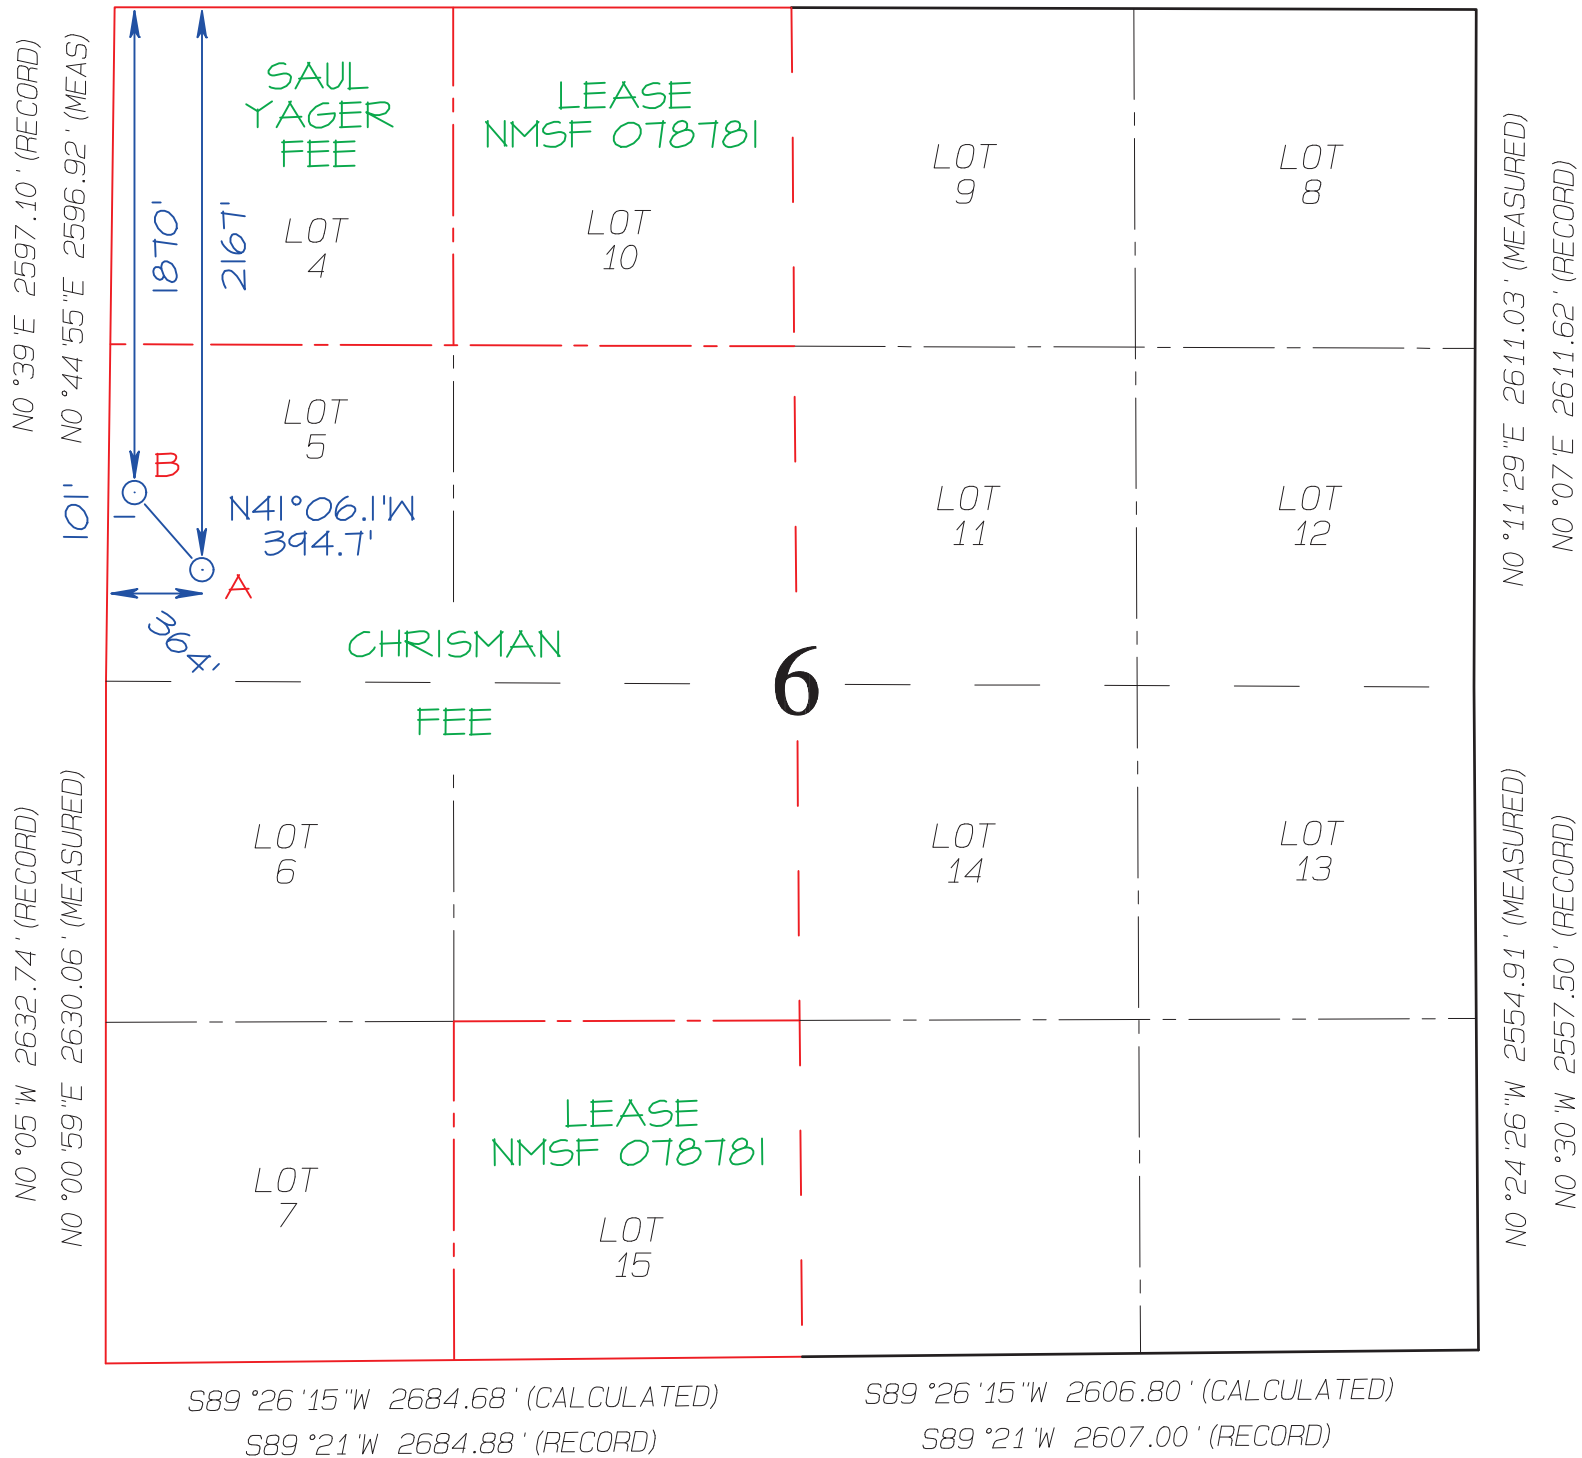 SAUL
YAGER
FEE
LOT
4
LEASE
NMSF 078781
LOT
10
LOT
9
LOT
8
1870'
2167'
N0°39'E 2597.10' (RECORD)
N0°44'55"E 2596.92' (MEAS)
N0°11'29"E 2611.03' (MEASURED)
N0°07'E 2611.62' (RECORD)
LOT
5
B
101'
N41°06.1'W
394.7'
A
364'
LOT
11
LOT
12
CHRISMAN
FEE
6
LOT
6
LOT
14
LOT
13
N0°05'W 2632.74' (RECORD)
N0°00'59"E 2630.06' (MEASURED)
N0°24'26"W 2554.91' (MEASURED)
N0°30'W 2557.50' (RECORD)
LOT
7
LEASE
NMSF 078781
LOT
15
S89°26'15"W 2684.68' (CALCULATED)
S89°21'W 2684.88' (RECORD)
S89°26'15"W 2606.80' (CALCULATED)
S89°21'W 2607.00' (RECORD)